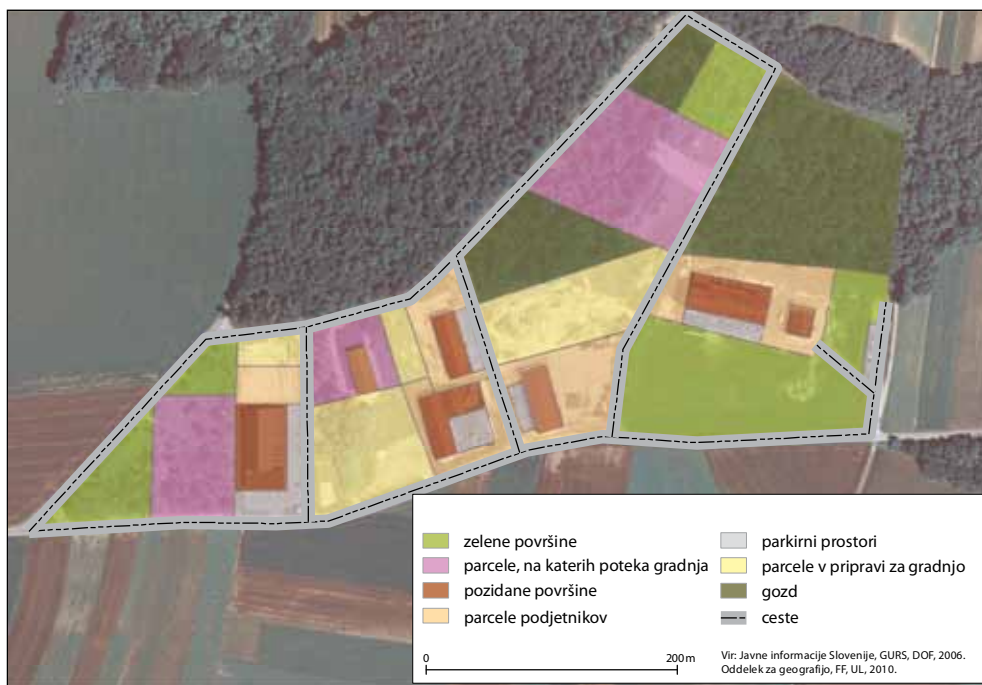 zelene površine
parcele, na katerih poteka gradnja
pozidane površine
parcele podjetnikov
parkirni prostori
parcele v pripravi za gradnjo
gozd
ceste
0
200 m
Vir: Javne informacije Slovenije, GURS, DOF, 2006.
Oddelek za geografijo, FF, UL, 2010.